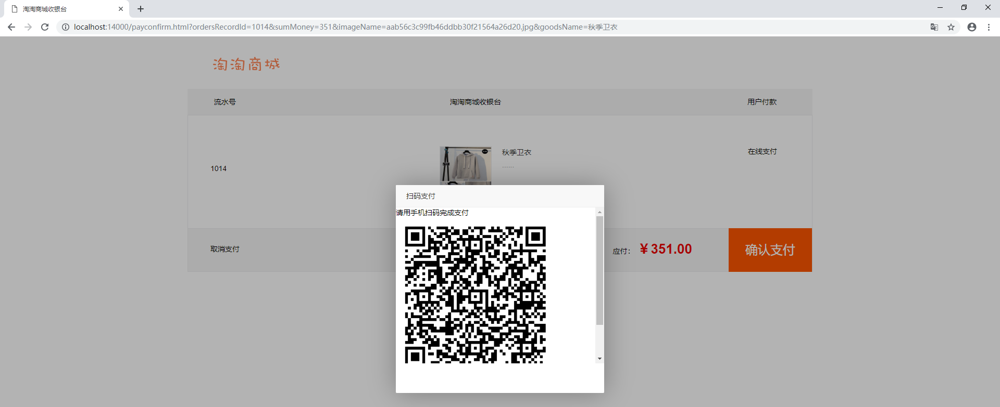 淘淘商城收银台
localhost:14000/payconfirm.html?ordersRecordId=1014&sumMoney=351&imageName=aab56c3c99fb46ddbb30f21564a26d20.jpg&goodsName=秋季卫衣
淘淘商城
流水号 淘淘商城收银台 用户付款
1014
秋季卫衣
......
在线支付
扫码支付
请用手机扫码完成支付
取消支付 应付： ¥ 351.00 确认支付